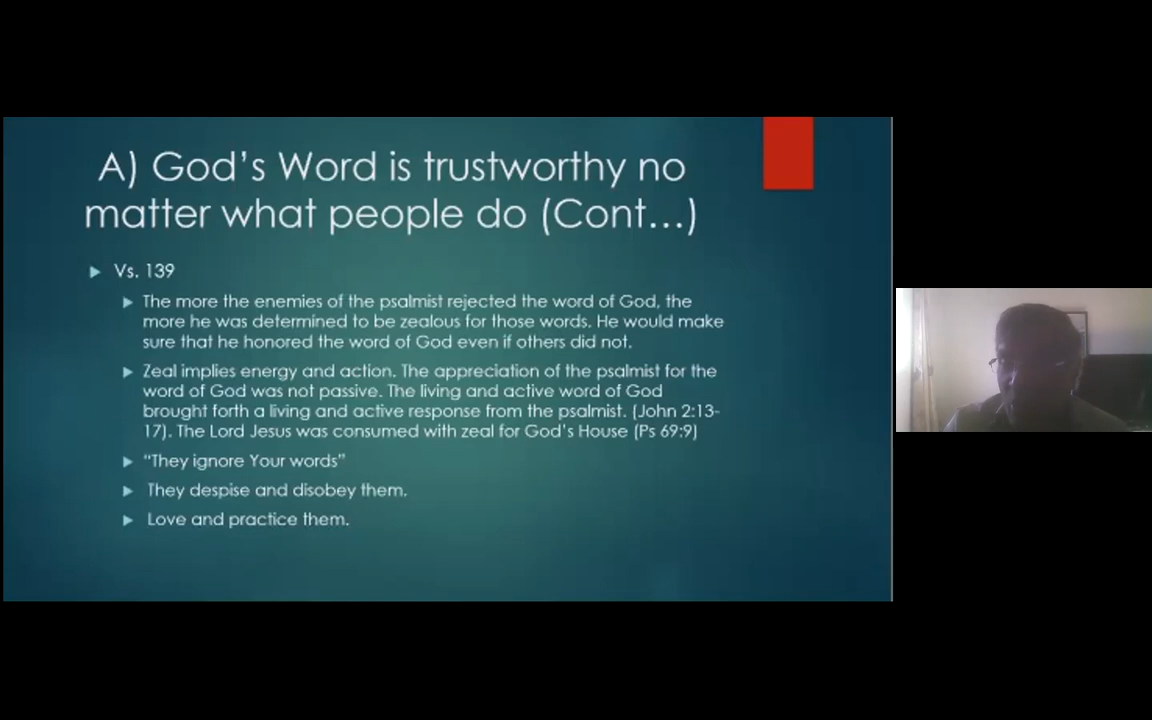 A) God's Word is trustworthy no
matter what people do (Cont...)
Vs. 139
The more the enemies of the psalmist rejected the word of God, the
more he was determined to be zealous for those words. He would make
sure that he honored the word of God even if others did not.
Zeal implies energy and action. The appreciation of the psalmist for the
word of God was not passive. The living and active word of God
brought forth a living and active response from the psalmist. (John 2:13-
17). The Lord Jesus was consumed with zeal for God's House (Ps 69:9)
"They ignore Your words"
They despise and disobey them.
Love and practice them.